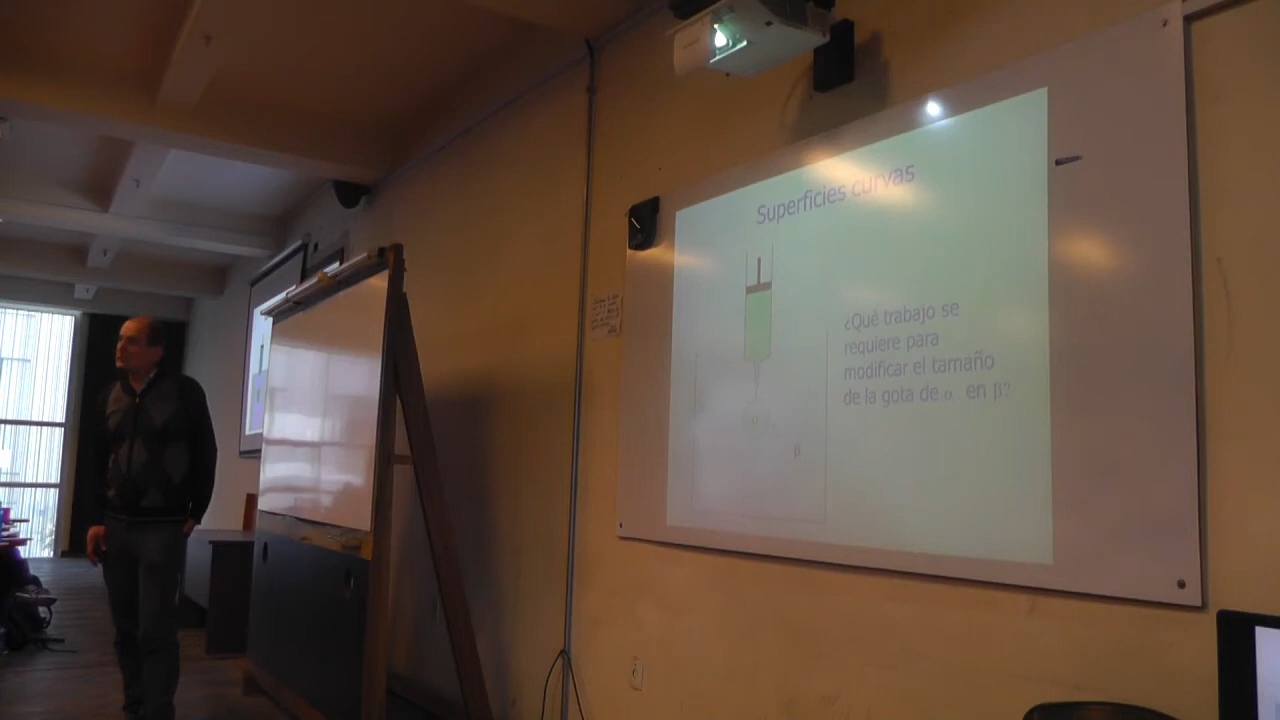 Superficies curvas
¿Qué trabajo se
requiere para
modificar el tamaño
de la gota de α en β?
α
β